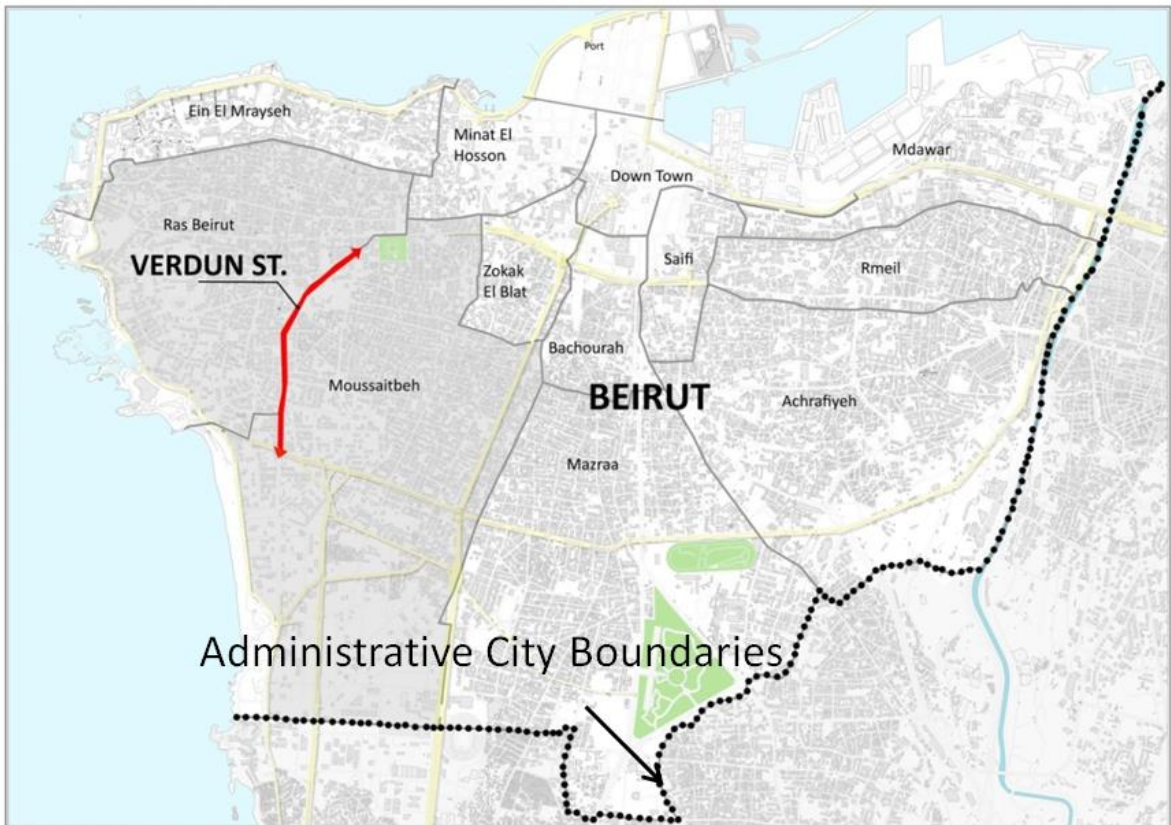 Port
Ein El Mrayseh
Minat El
Hosson
Mdawar
Down Town
Ras Beirut
VERDUN ST.
Saifi
Zokak
El Blat
Rmeil
Bachourah
Moussaitbeh
BEIRUT
Achrafiyeh
Mazraa
Administrative City Boundaries